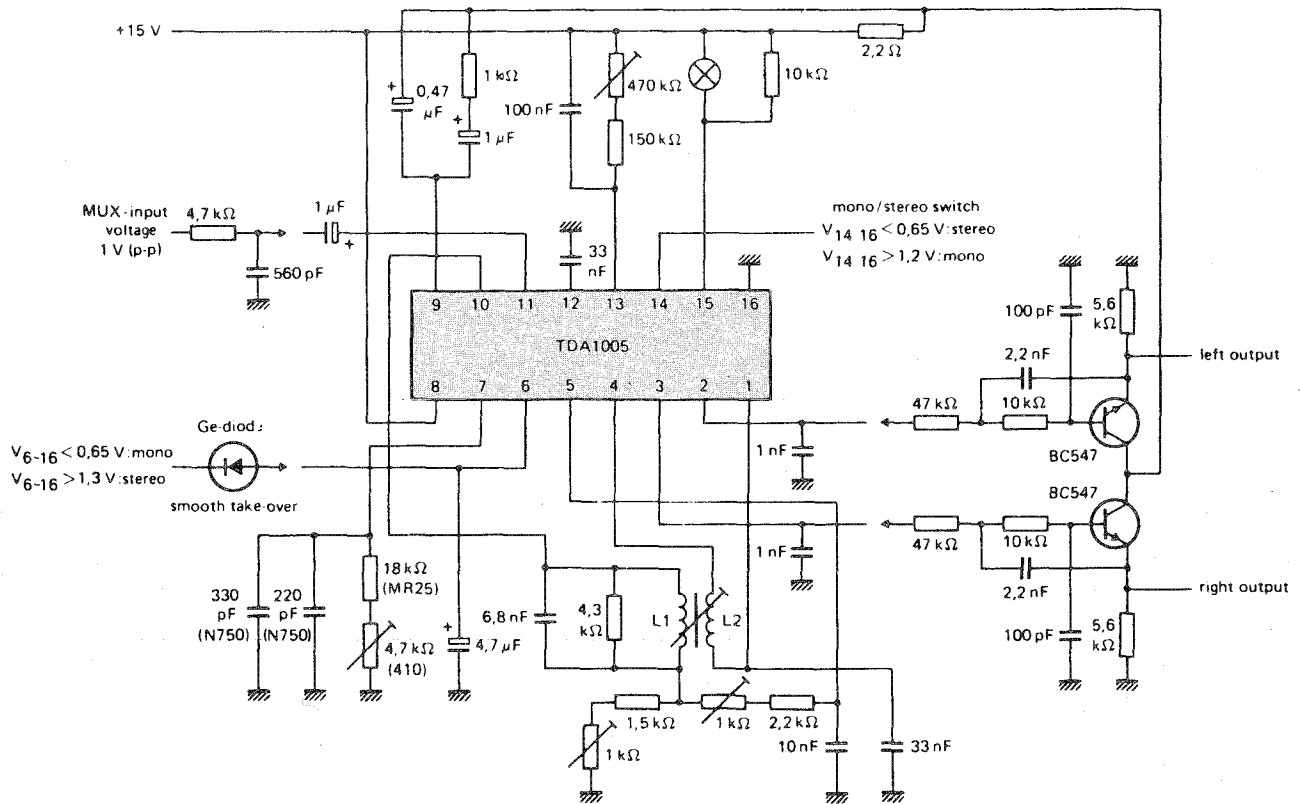 +15 V
0,47
µF
1 kΩ
1 µF
100 nF
470 kΩ
150 kΩ
10 kΩ
2,2 Ω
MUX-input
voltage
1 V (p-p)
4,7 kΩ
560 pF
1 µF
33
nF
mono/stereo switch
V14 16 < 0,65 V: stereo
V14 16 > 1,2 V: mono
9 10 11 12 13 14 15 16
TDA1005
8 7 6 5 4 3 2 1
100 pF
5,6
kΩ
2,2 nF
left output
47 kΩ
10 kΩ
BC547
1 nF
Ge-diode
V6-16 < 0,65 V: mono
V6-16 > 1,3 V: stereo
smooth take-over
BC547
47 kΩ
10 kΩ
1 nF
2,2 nF
right output
100 pF
5,6
kΩ
330
pF
(N750)
220
pF
(N750)
18 kΩ
(MR25)
4,7 kΩ
(410)
4,7 µF
6,8 nF
4,3
kΩ
L1
L2
1,5 kΩ
1 kΩ
2,2 kΩ
1 kΩ
10 nF
33 nF